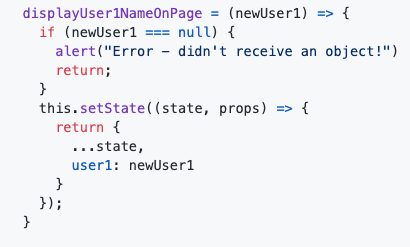 displayUser1NameOnPage = (newUser1) => {
  if (newUser1 === null) {
    alert("Error – didn't receive an object!")
    return;
  }
  this.setState((state, props) => {
    return {
      ...state,
      user1: newUser1
    }
  });
}